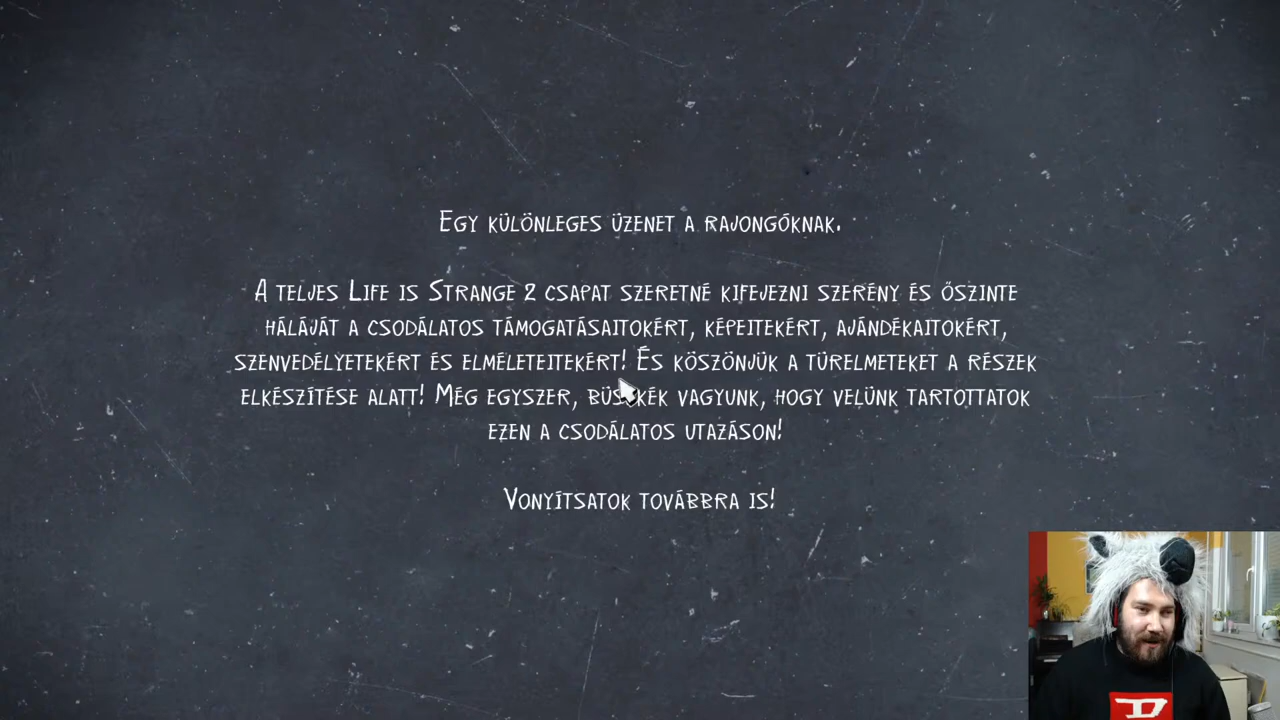 Egy különleges üzenet a rajongóknak.
A teljes Life is Strange 2 csapat szeretné kifejezni szerény és őszinte
háláját a csodálatos támogatásaitokért, képeitekért, ajándékaitokért,
szenvedélyetekért és elméleteitekért! És köszönjük a türelmeteket a részek
elkészítése alatt! Még egyszer, büszkék vagyunk, hogy velünk tartottatok
ezen a csodálatos utazáson!
Vonyítsatok továbbra is!